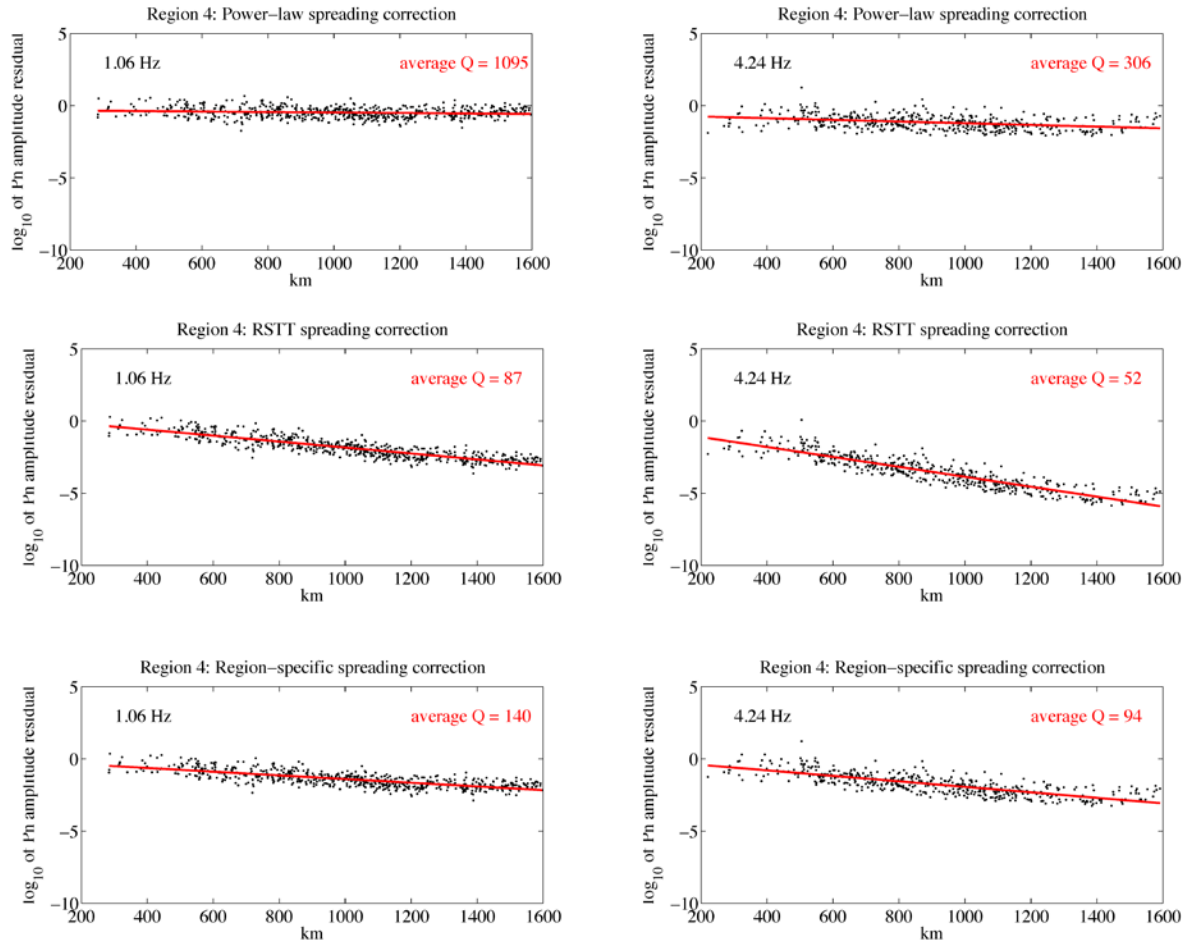 Region 4: Power-law spreading correction
5
0
−5
−10
log10 of Pn amplitude residual
1.06 Hz
average Q = 1095
200 400 600 800 1000 1200 1400 1600
km
Region 4: Power-law spreading correction
5
0
−5
−10
log10 of Pn amplitude residual
4.24 Hz
average Q = 306
200 400 600 800 1000 1200 1400 1600
km
Region 4: RSTT spreading correction
5
0
−5
−10
log10 of Pn amplitude residual
1.06 Hz
average Q = 87
200 400 600 800 1000 1200 1400 1600
km
Region 4: RSTT spreading correction
5
0
−5
−10
log10 of Pn amplitude residual
4.24 Hz
average Q = 52
200 400 600 800 1000 1200 1400 1600
km
Region 4: Region-specific spreading correction
5
0
−5
−10
log10 of Pn amplitude residual
1.06 Hz
average Q = 140
200 400 600 800 1000 1200 1400 1600
km
Region 4: Region-specific spreading correction
5
0
−5
−10
log10 of Pn amplitude residual
4.24 Hz
average Q = 94
200 400 600 800 1000 1200 1400 1600
km